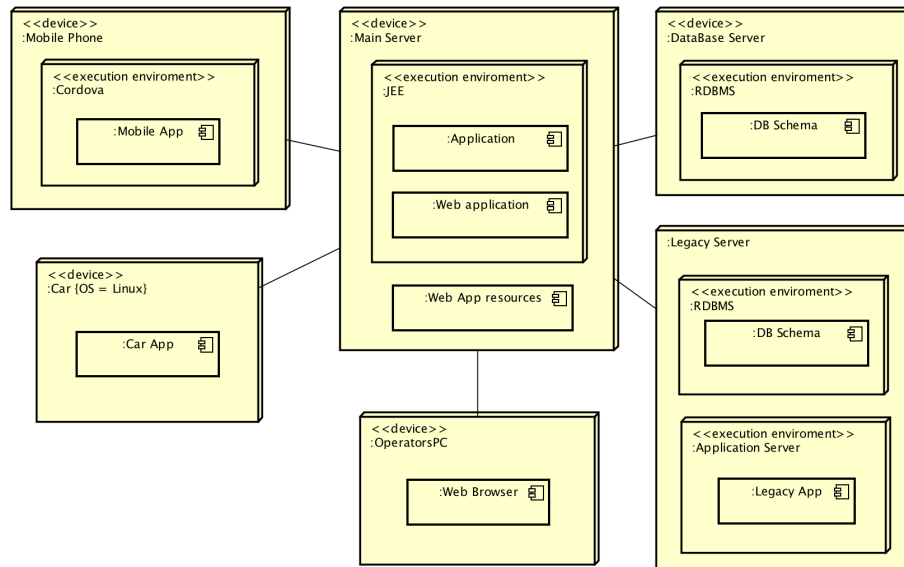 <<device>>
:Mobile Phone
<<execution enviroment>>
:Cordova
:Mobile App
<<device>>
:Main Server
<<execution enviroment>>
:JEE
:Application
:Web application
:Web App resources
<<device>>
:DataBase Server
<<execution enviroment>>
:RDBMS
:DB Schema
<<device>>
:Car {OS = Linux}
:Car App
:Legacy Server
<<execution enviroment>>
:RDBMS
:DB Schema
<<execution enviroment>>
:Application Server
:Legacy App
<<device>>
:OperatorsPC
:Web Browser